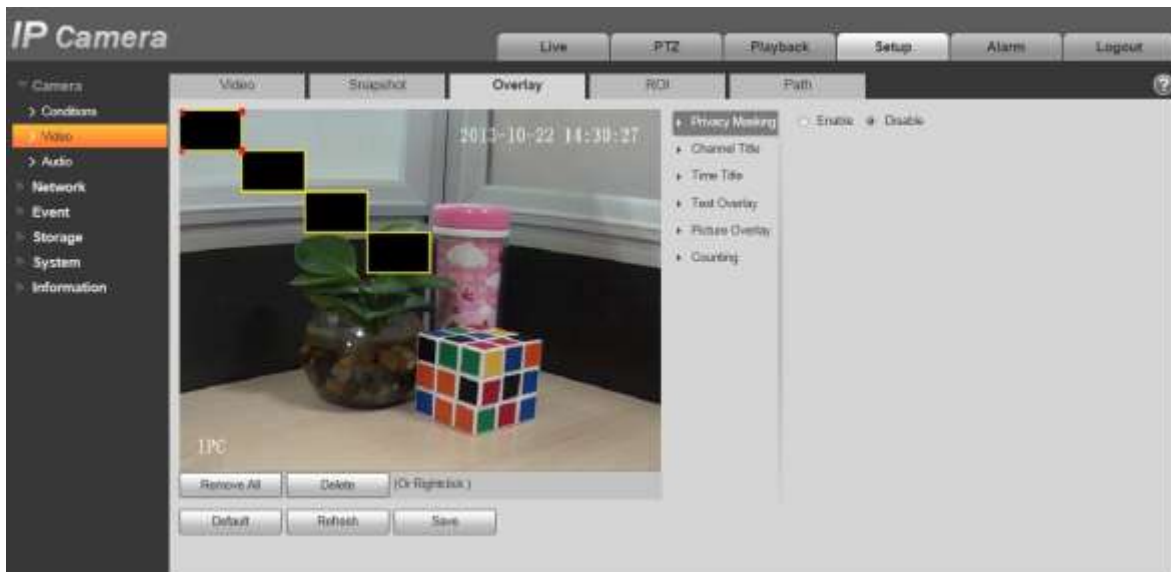 IP Camera
Live
PTZ
Playback
Setup
Alarm
Logout
Camera
Conditions
Video
Audio
Network
Event
Storage
System
Information
Video
Snapshot
Overlay
ROI
Path
?
2013-10-22 14:30:27
IPC
Privacy Masking
Channel Title
Time Title
Text Overlay
Picture Overlay
Counting
Enable
Disable
Remove All
Delete
(Or Rightclick )
Default
Refresh
Save